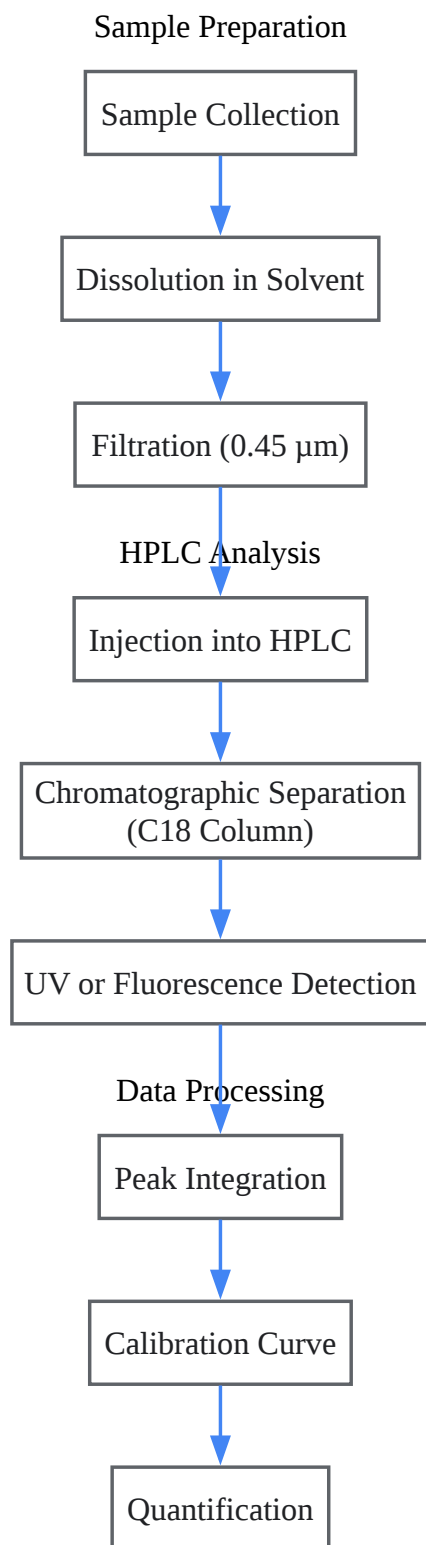 Sample Preparation
Sample Collection
Dissolution in Solvent
Filtration (0.45 µm)
HPLC Analysis
Injection into HPLC
Chromatographic Separation
(C18 Column)
UV or Fluorescence Detection
Data Processing
Peak Integration
Calibration Curve
Quantification